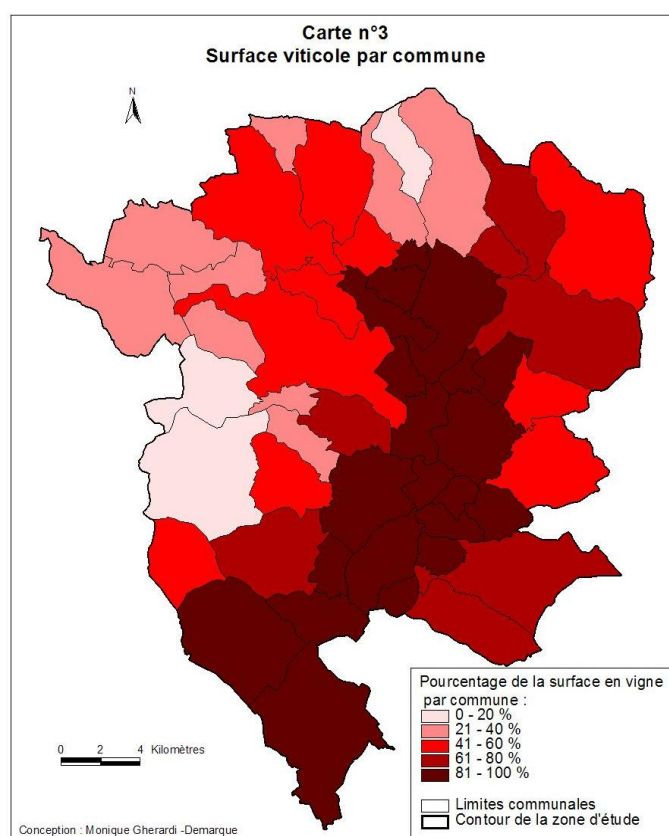 Carte n°3
Surface viticole par commune
N
Pourcentage de la surface en vigne
par commune :
0 - 20 %
21 - 40 %
41 - 60 %
61 - 80 %
81 - 100 %
Limites communales
Contour de la zone d'étude
0 2 4 Kilomètres
Conception : Monique Gherardi -Demarque